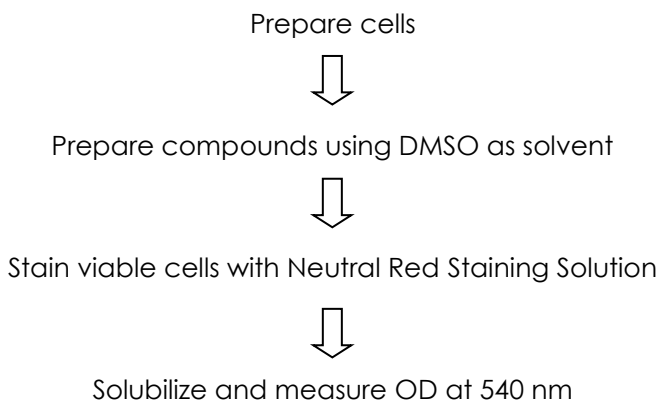 Prepare cells
Prepare compounds using DMSO as solvent
Stain viable cells with Neutral Red Staining Solution
Solubilize and measure OD at 540 nm